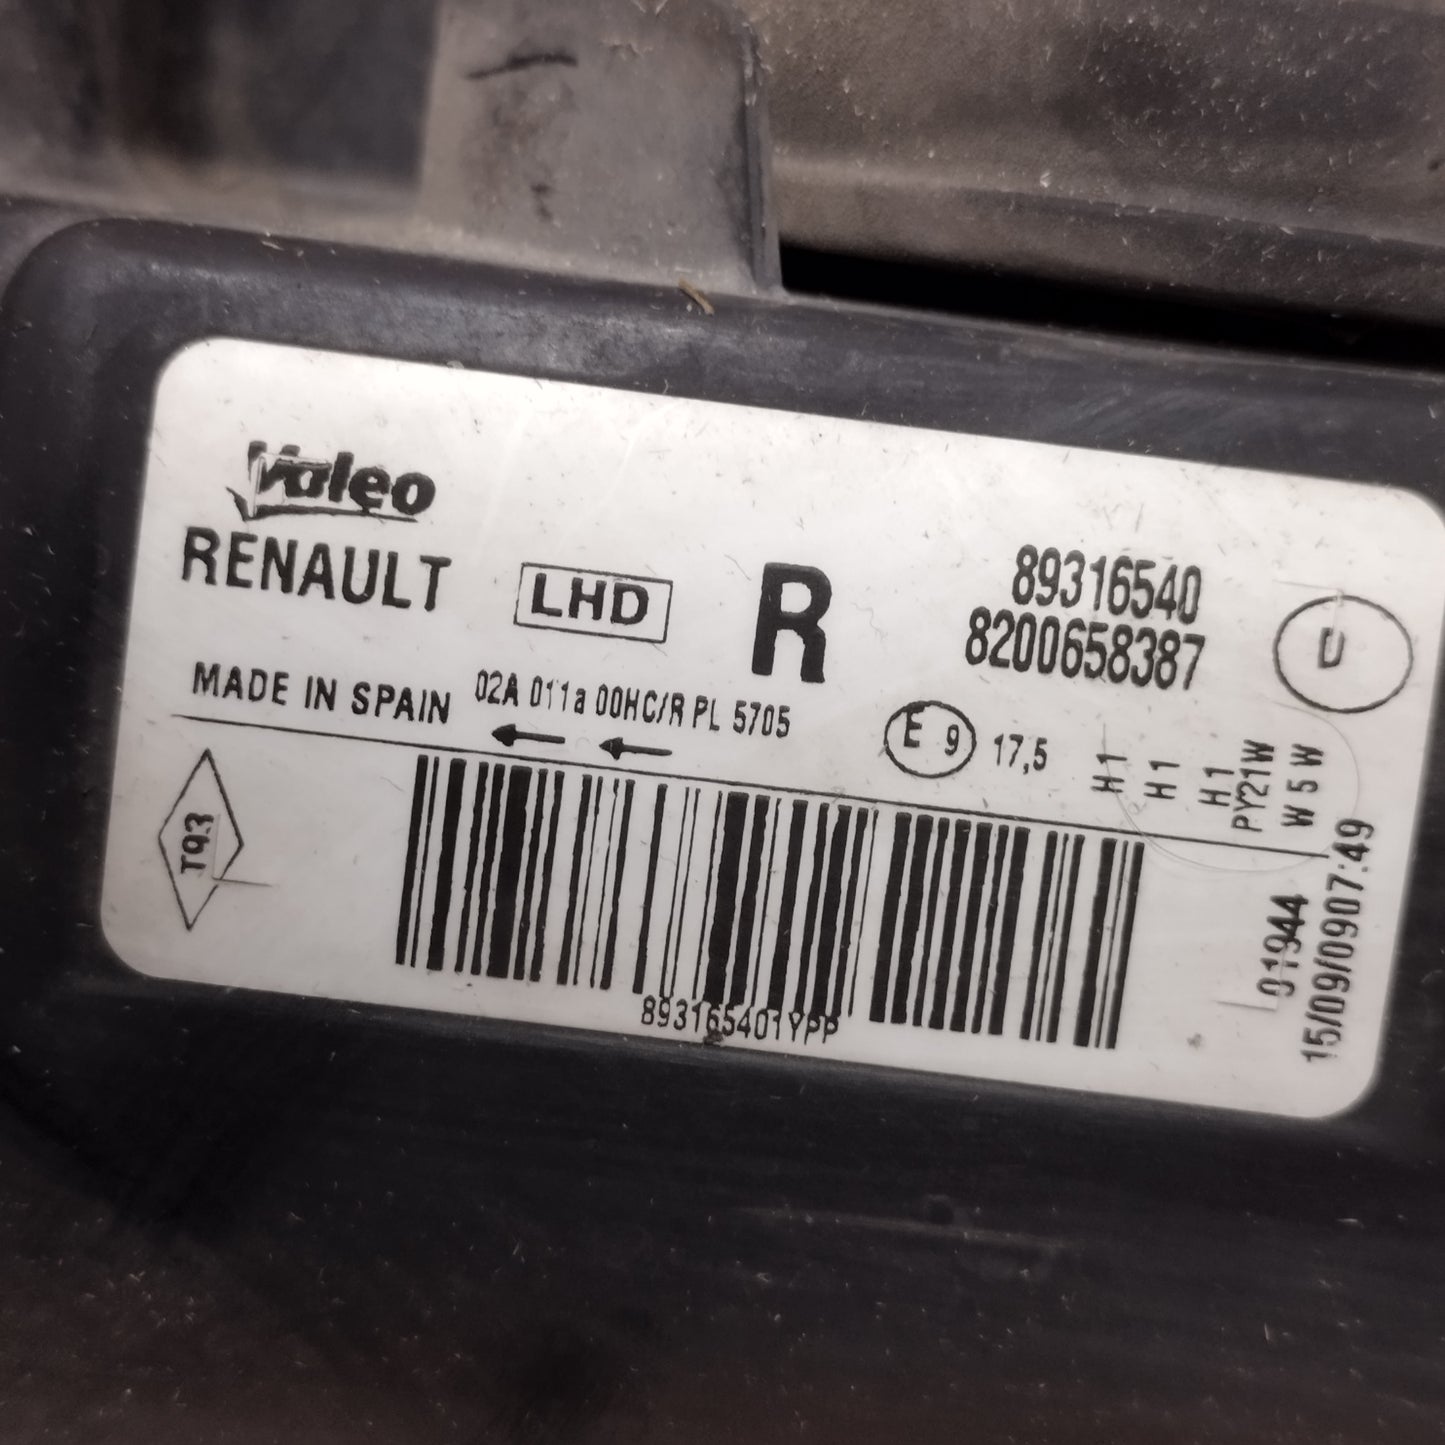 Valeo
RENAULT
LHD
R
89316540
8200658387
U
MADE IN SPAIN
02A 011a 00HC/R PL 5705
E 9
17,5
H1
H1
H1
PY21W
W5W
T93
893165401YPP
01944
15/09/0907:49